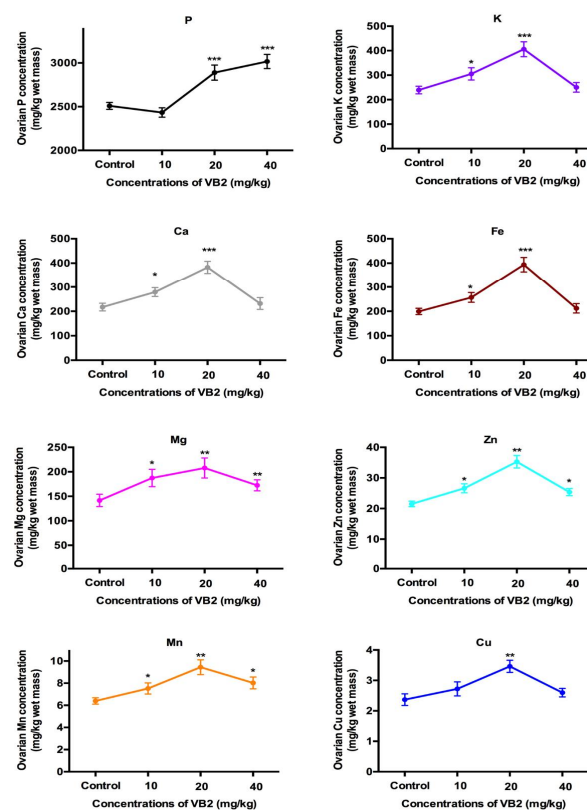 P
Ovarian P concentration
(mg/kg wet mass)
3000
2500
2000
***
***
Control 10 20 40
Concentrations of VB2 (mg/kg)
K
Ovarian K concentration
(mg/kg wet mass)
500
400
300
200
100
0
*
***
Control 10 20 40
Concentrations of VB2 (mg/kg)
Ca
Ovarian Ca concentration
(mg/kg wet mass)
500
400
300
200
100
0
*
***
Control 10 20 40
Concentrations of VB2 (mg/kg)
Fe
Ovarian Fe concentration
(mg/kg wet mass)
500
400
300
200
100
0
*
***
Control 10 20 40
Concentrations of VB2 (mg/kg)
Mg
Ovarian Mg concentration
(mg/kg wet mass)
250
200
150
100
50
0
*
**
**
Control 10 20 40
Concentrations of VB2 (mg/kg)
Zn
Ovarian Zn concentration
(mg/kg wet mass)
40
30
20
10
0
*
**
*
Control 10 20 40
Concentrations of VB2 (mg/kg)
Mn
Ovarian Mn concentration
(mg/kg wet mass)
10
8
6
4
2
0
*
**
*
Control 10 20 40
Concentrations of VB2 (mg/kg)
Cu
Ovarian Cu concentration
(mg/kg wet mass)
4
3
2
1
0
**
Control 10 20 40
Concentrations of VB2 (mg/kg)